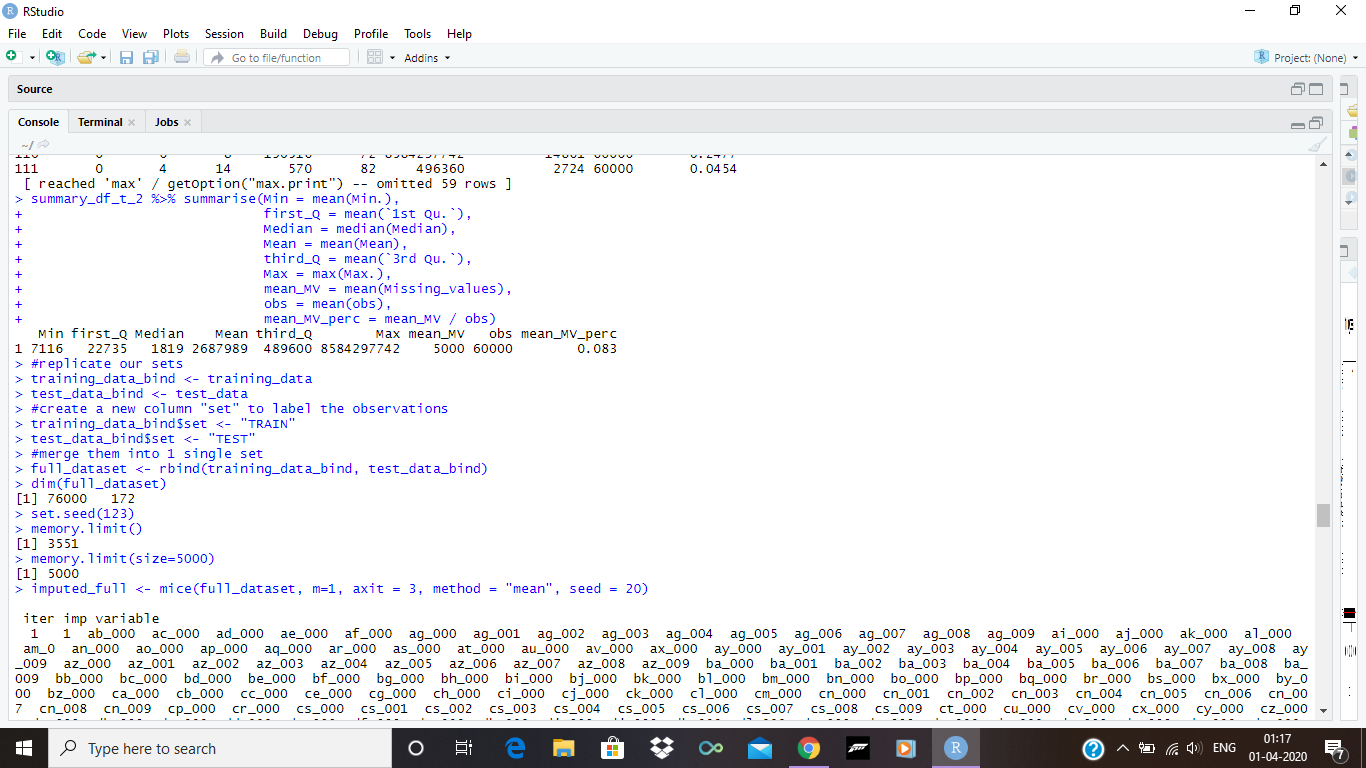 RStudio
File Edit Code View Plots Session Build Debug Profile Tools Help
Go to file/function Addins Project: (None)
Source
Console Terminal Jobs
~/
111 0 4 14 570 82 496360 2724 60000 0.0454
[ reached 'max' / getOption("max.print") -- omitted 59 rows ]
> summary_df_t_2 %>% summarise(Min = mean(Min.),
+ first_Q = mean(`1st Qu.`),
+ Median = median(Median),
+ Mean = mean(Mean),
+ third_Q = mean(`3rd Qu.`),
+ Max = max(Max.),
+ mean_MV = mean(Missing_values),
+ obs = mean(obs),
+ mean_MV_perc = mean_MV / obs)
Min first_Q Median Mean third_Q Max mean_MV obs mean_MV_perc
1 7116 22735 1819 2687989 489600 8584297742 5000 60000 0.083
> #replicate our sets
> training_data_bind <- training_data
> test_data_bind <- test_data
> #create a new column "set" to label the observations
> training_data_bind$set <- "TRAIN"
> test_data_bind$set <- "TEST"
> #merge them into 1 single set
> full_dataset <- rbind(training_data_bind, test_data_bind)
> dim(full_dataset)
[1] 76000 172
> set.seed(123)
> memory.limit()
[1] 3551
> memory.limit(size=5000)
[1] 5000
> imputed_full <- mice(full_dataset, m=1, axit = 3, method = "mean", seed = 20)
iter imp variable
1 1 ab_000 ac_000 ad_000 ae_000 af_000 ag_000 ag_001 ag_002 ag_003 ag_004 ag_005 ag_006 ag_007 ag_008 ag_009 ai_000 aj_000 ak_000 al_000
am_0 an_000 ao_000 ap_000 aq_000 ar_000 as_000 at_000 au_000 av_000 ax_000 ay_000 ay_001 ay_002 ay_003 ay_004 ay_005 ay_006 ay_007 ay_008 ay
_009 az_000 az_001 az_002 az_003 az_004 az_005 az_006 az_007 az_008 az_009 ba_000 ba_001 ba_002 ba_003 ba_004 ba_005 ba_006 ba_007 ba_008 ba_
009 bb_000 bc_000 bd_000 be_000 bf_000 bg_000 bh_000 bi_000 bj_000 bk_000 bl_000 bm_000 bn_000 bo_000 bp_000 bq_000 br_000 bs_000 bx_000 by_0
00 bz_000 ca_000 cb_000 cc_000 ce_000 cg_000 ch_000 ci_000 cj_000 ck_000 cl_000 cm_000 cn_000 cn_001 cn_002 cn_003 cn_004 cn_005 cn_006 cn_00
7 cn_008 cn_009 cp_000 cr_000 cs_000 cs_001 cs_002 cs_003 cs_004 cs_005 cs_006 cs_007 cs_008 cs_009 ct_000 cu_000 cv_000 cx_000 cy_000 cz_000
Type here to search
ENG
01:17
01-04-2020
7